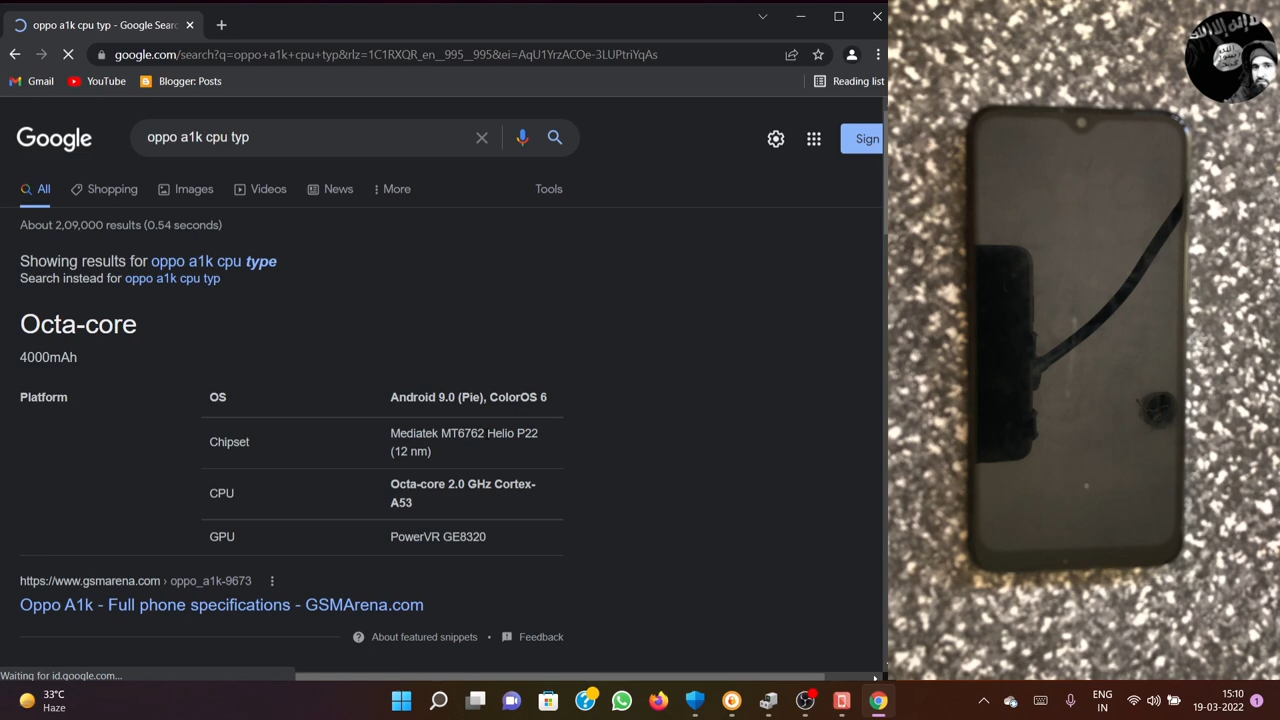 oppo a1k cpu typ - Google Searc
google.com/search?q=oppo+a1k+cpu+typ&rlz=1C1RXQR_en__995__995&ei=AqU1YrzACOe-3LUPtriYqAs
Gmail YouTube Blogger: Posts Reading list
Google oppo a1k cpu typ Sign
All Shopping Images Videos News More Tools
About 2,09,000 results (0.54 seconds)
Showing results for oppo a1k cpu type
Search instead for oppo a1k cpu typ
Octa-core
4000mAh
Platform OS Android 9.0 (Pie), ColorOS 6
Chipset Mediatek MT6762 Helio P22
(12 nm)
CPU Octa-core 2.0 GHz Cortex-
A53
GPU PowerVR GE8320
https://www.gsmarena.com › oppo_a1k-9673
Oppo A1k - Full phone specifications - GSMArena.com
About featured snippets • Feedback
Waiting for id.google.com...
33°C
Haze
ENG
IN
15:10
19-03-2022
1